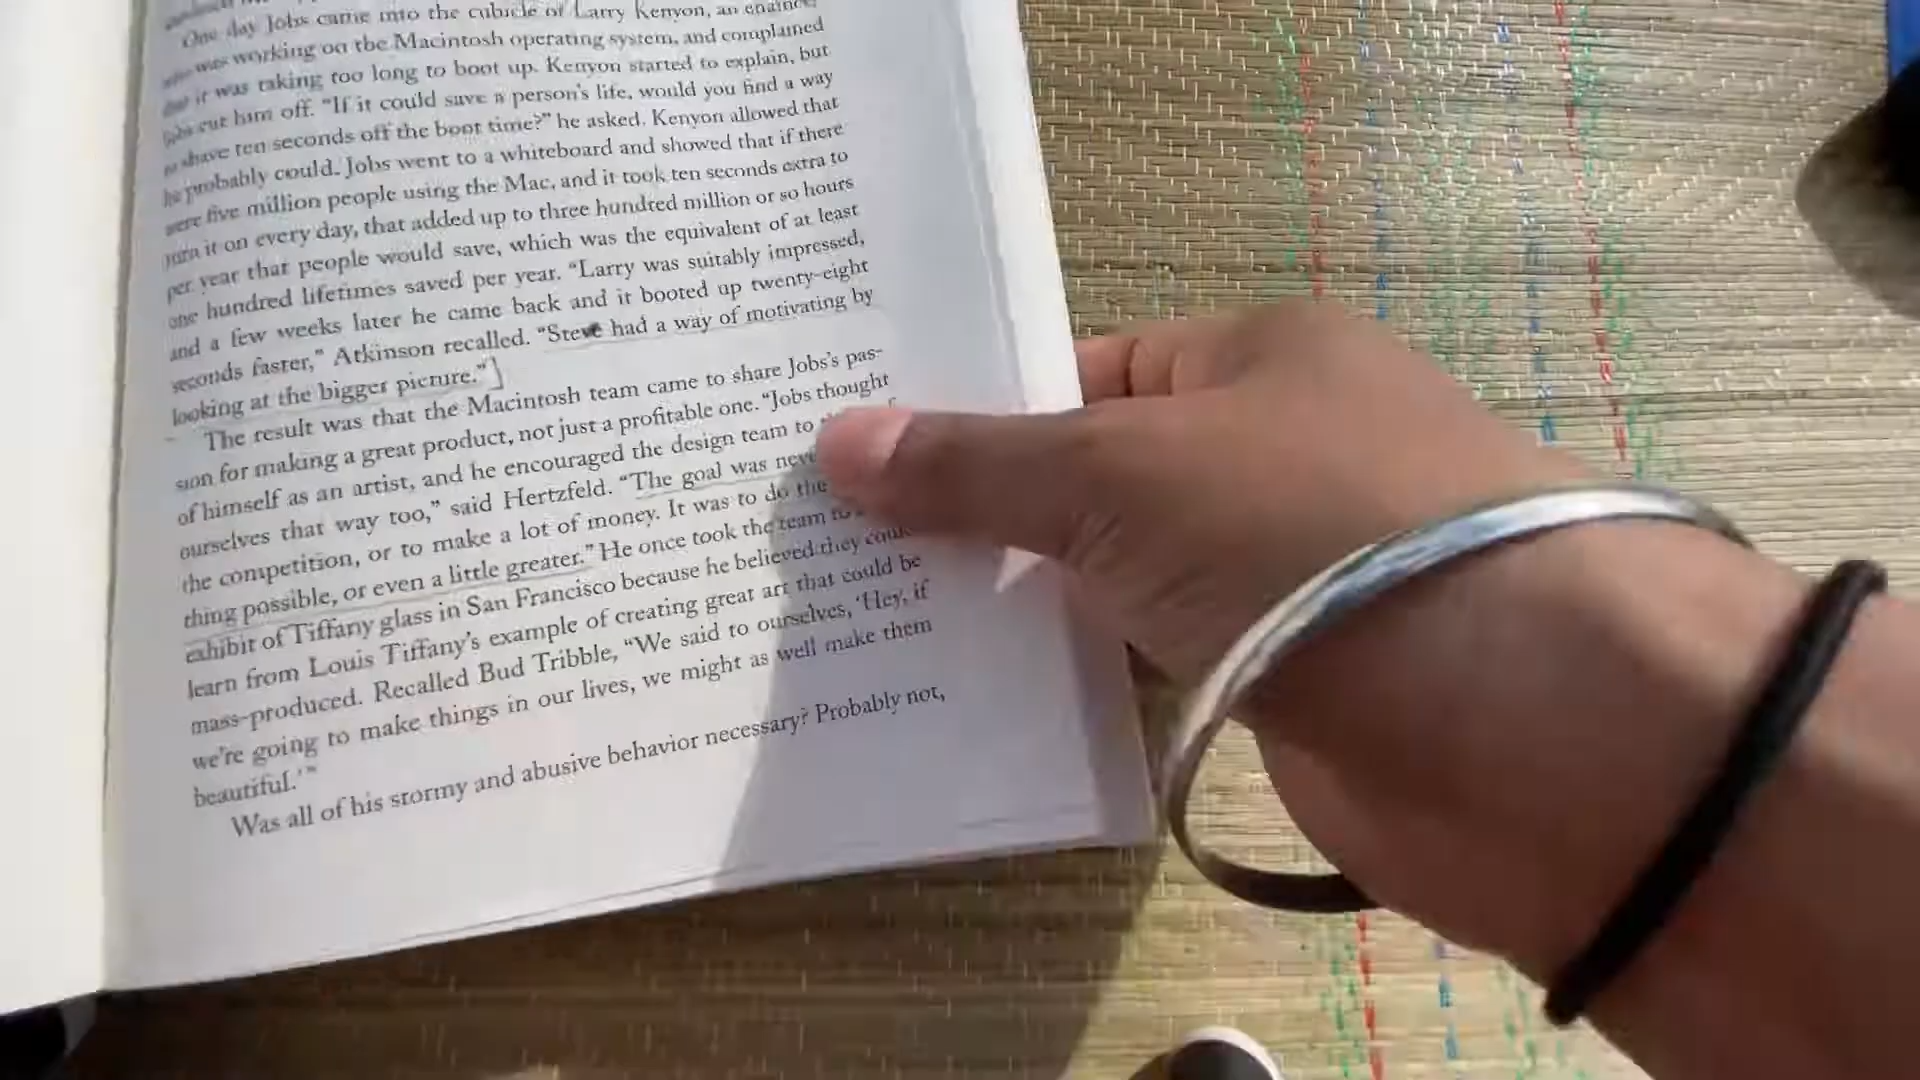 One day Jobs came into the cubicle of Larry Kenyon, an engineer
who was working on the Macintosh operating system, and complained
that it was taking too long to boot up. Kenyon started to explain, but
Jobs cut him off. “If it could save a person’s life, would you find a way
to shave ten seconds off the boot time?” he asked. Kenyon allowed that
he probably could. Jobs went to a whiteboard and showed that if there
were five million people using the Mac, and it took ten seconds extra to
turn it on every day, that added up to three hundred million or so hours
per year that people would save, which was the equivalent of at least
one hundred lifetimes saved per year. “Larry was suitably impressed,
and a few weeks later he came back and it booted up twenty-eight
seconds faster,” Atkinson recalled. “Steve had a way of motivating by
looking at the bigger picture.”
The result was that the Macintosh team came to share Jobs’s pas-
sion for making a great product, not just a profitable one. “Jobs thought
of himself as an artist, and he encouraged the design team to
ourselves that way too,” said Hertzfeld. “The goal was
the competition, or to make a lot of money. It was to do the
thing possible, or even a little greater.” He once took the team to
exhibit of Tiffany glass in San Francisco because he believed they could
learn from Louis Tiffany’s example of creating great art that could be
mass-produced. Recalled Bud Tribble, “We said to ourselves, ‘Hey, if
we’re going to make things in our lives, we might as well make them
beautiful.’”
Was all of his stormy and abusive behavior necessary? Probably not,